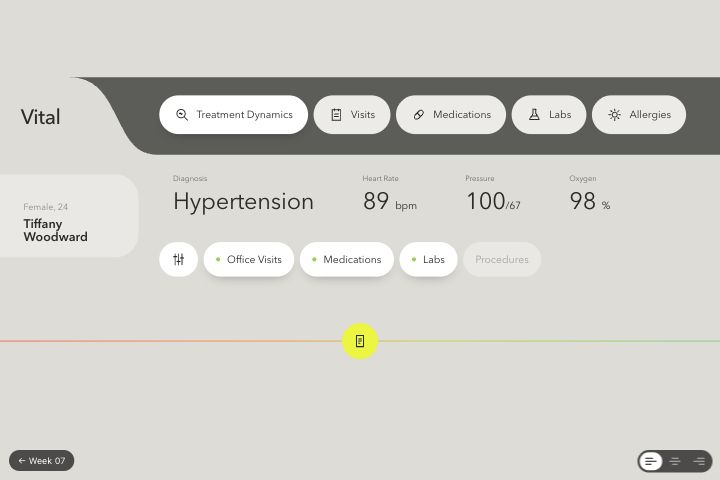 Vital
Treatment Dynamics
Visits
Medications
Labs
Allergies
Female, 24
Tiffany
Woodward
Diagnosis
Hypertension
Heart Rate
89 bpm
Pressure
100/67
Oxygen
98 %
Office Visits
Medications
Labs
Procedures
← Week 07